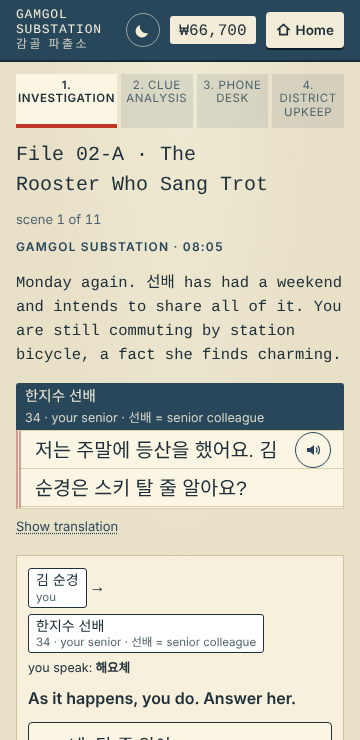 GAMGOL
SUBSTATION
감골 파출소
₩66,700
Home
1.
INVESTIGATION
2. CLUE
ANALYSIS
3. PHONE
DESK
4.
DISTRICT
UPKEEP
File 02-A · The
Rooster Who Sang Trot
scene 1 of 11
GAMGOL SUBSTATION · 08:05
Monday again. 선배 has had a weekend
and intends to share all of it. You
are still commuting by station
bicycle, a fact she finds charming.
한지수 선배
34 · your senior · 선배 = senior colleague
저는 주말에 등산을 했어요. 김
순경은 스키 탈 줄 알아요?
Show translation
김 순경
you
→
한지수 선배
34 · your senior · 선배 = senior colleague
you speak: 해요체
As it happens, you do. Answer her.